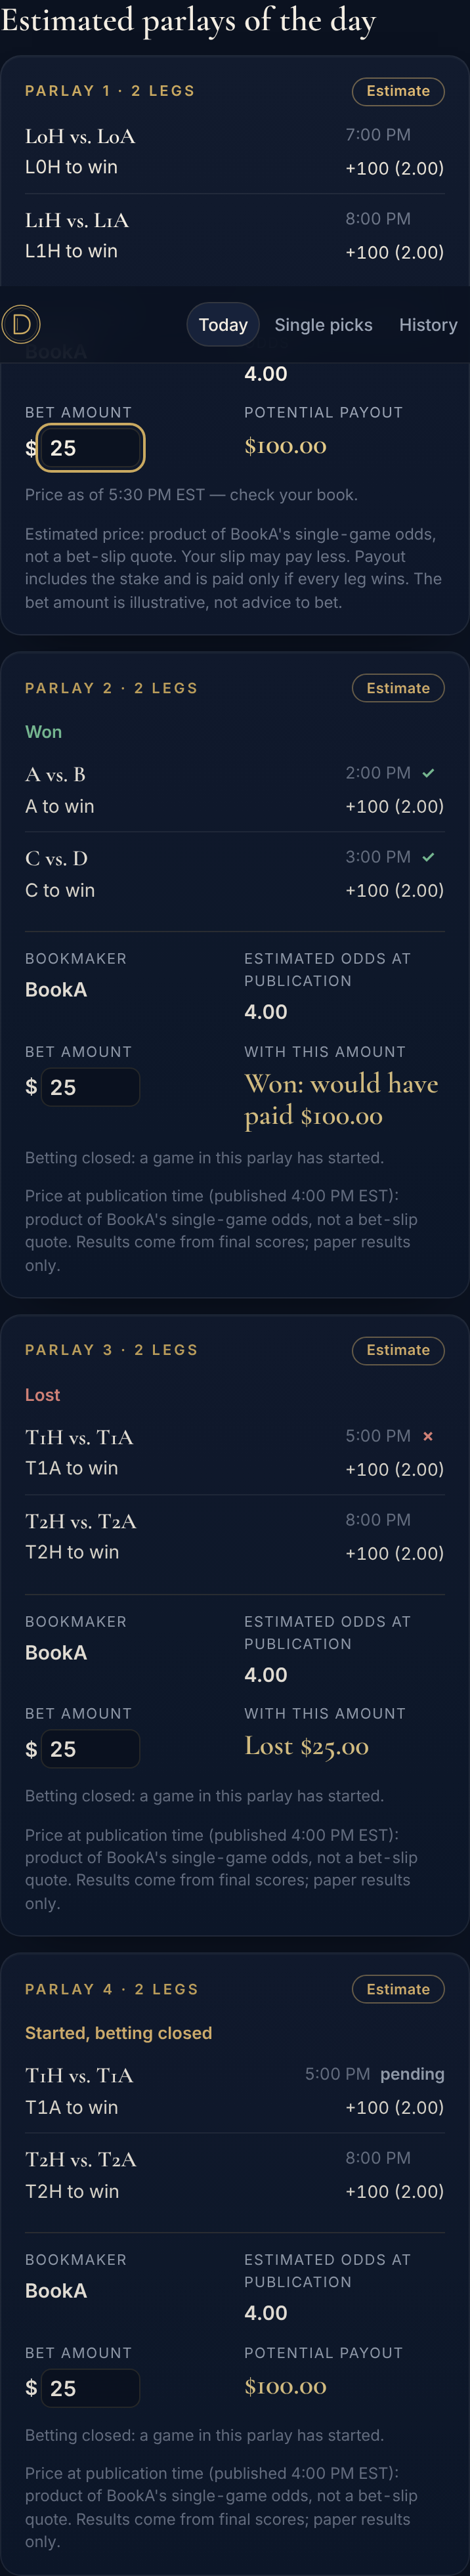 Estimated parlays of the day
PARLAY 1 · 2 LEGS
Estimate
L0H vs. L0A
7:00 PM
L0H to win
+100 (2.00)
L1H vs. L1A
8:00 PM
L1H to win
+100 (2.00)
D
Today
Single picks
History
BookA
4.00
BET AMOUNT
POTENTIAL PAYOUT
$ 25
$100.00
Price as of 5:30 PM EST — check your book.
Estimated price: product of BookA's single-game odds,
not a bet-slip quote. Your slip may pay less. Payout
includes the stake and is paid only if every leg wins. The
bet amount is illustrative, not advice to bet.
PARLAY 2 · 2 LEGS
Estimate
Won
A vs. B
2:00 PM ✓
A to win
+100 (2.00)
C vs. D
3:00 PM ✓
C to win
+100 (2.00)
BOOKMAKER
BookA
ESTIMATED ODDS AT
PUBLICATION
4.00
BET AMOUNT
$ 25
WITH THIS AMOUNT
Won: would have
paid $100.00
Betting closed: a game in this parlay has started.
Price at publication time (published 4:00 PM EST):
product of BookA's single-game odds, not a bet-slip
quote. Results come from final scores; paper results
only.
PARLAY 3 · 2 LEGS
Estimate
Lost
T1H vs. T1A
5:00 PM ×
T1A to win
+100 (2.00)
T2H vs. T2A
8:00 PM
T2H to win
+100 (2.00)
BOOKMAKER
BookA
ESTIMATED ODDS AT
PUBLICATION
4.00
BET AMOUNT
$ 25
WITH THIS AMOUNT
Lost $25.00
Betting closed: a game in this parlay has started.
Price at publication time (published 4:00 PM EST):
product of BookA's single-game odds, not a bet-slip
quote. Results come from final scores; paper results
only.
PARLAY 4 · 2 LEGS
Estimate
Started, betting closed
T1H vs. T1A
5:00 PM pending
T1A to win
+100 (2.00)
T2H vs. T2A
8:00 PM
T2H to win
+100 (2.00)
BOOKMAKER
BookA
ESTIMATED ODDS AT
PUBLICATION
4.00
BET AMOUNT
$ 25
POTENTIAL PAYOUT
$100.00
Betting closed: a game in this parlay has started.
Price at publication time (published 4:00 PM EST):
product of BookA's single-game odds, not a bet-slip
quote. Results come from final scores; paper results
only.